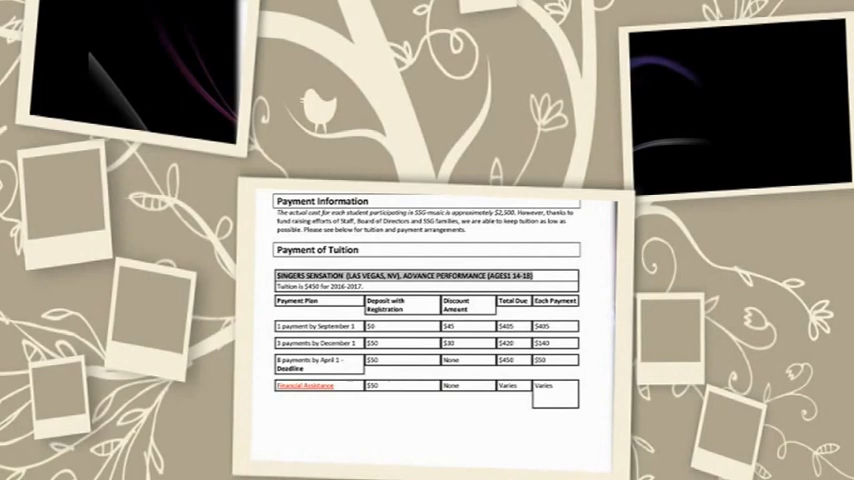 Payment Information
The actual cost for each student participating in SSG-music is approximately $2,500. However, thanks to
fund raising efforts of Staff, Board of Directors and SSG families, we are able to keep tuition as low as
possible. Please see below for tuition and payment arrangements.
Payment of Tuition
SINGERS SENSATION (LAS VEGAS, NV), ADVANCE PERFORMANCE (AGES1 14-18)
Tuition is $450 for 2016-2017.
Payment Plan Deposit with Registration Discount Amount Total Due Each Payment
1 payment by September 1 $0 $45 $405 $405
3 payments by December 1 $50 $30 $420 $140
8 payments by April 1 - Deadline $50 None $450 $50
Financial Assistance $50 None Varies Varies